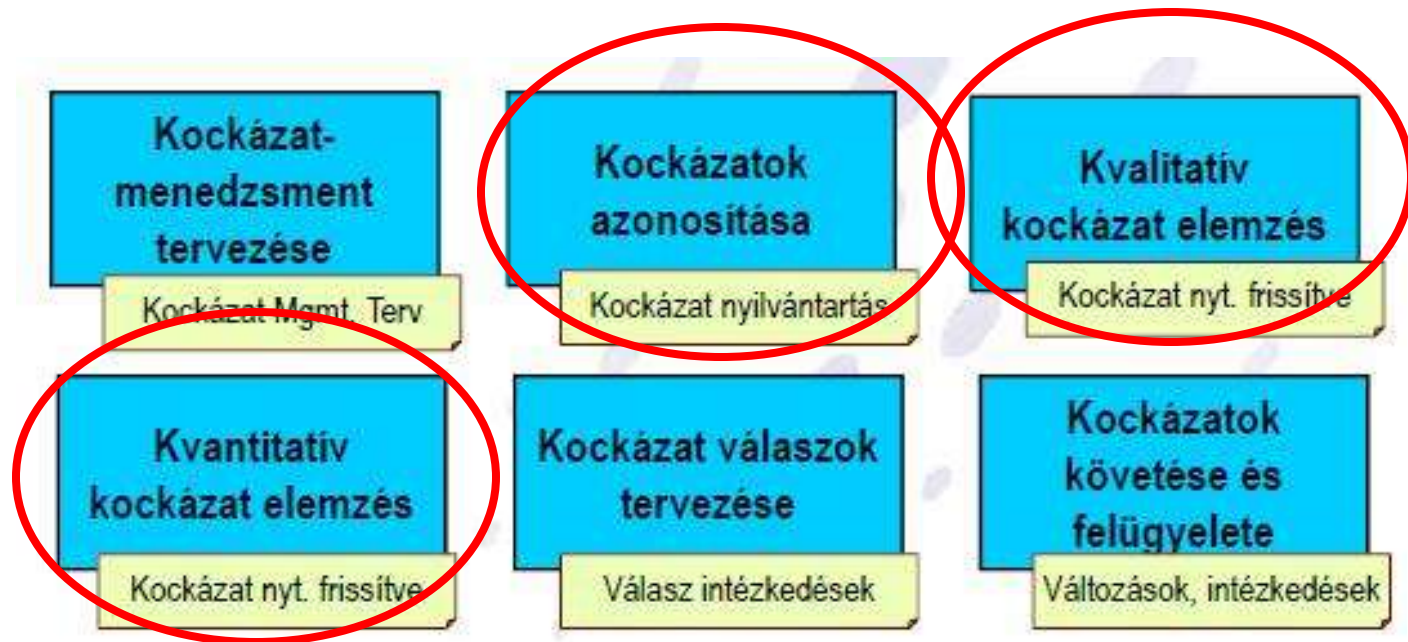 Kockázat-
menedzsment
tervezése
Kockázat Mgmt. Terv
Kockázatok
azonosítása
Kockázat nyilvántartás
Kvalitatív
kockázat elemzés
Kockázat nyt. frissítve
Kvantitatív
kockázat elemzés
Kockázat nyt. frissítve
Kockázat válaszok
tervezése
Válasz intézkedések
Kockázatok
követése és
felügyelete
Változások, intézkedések